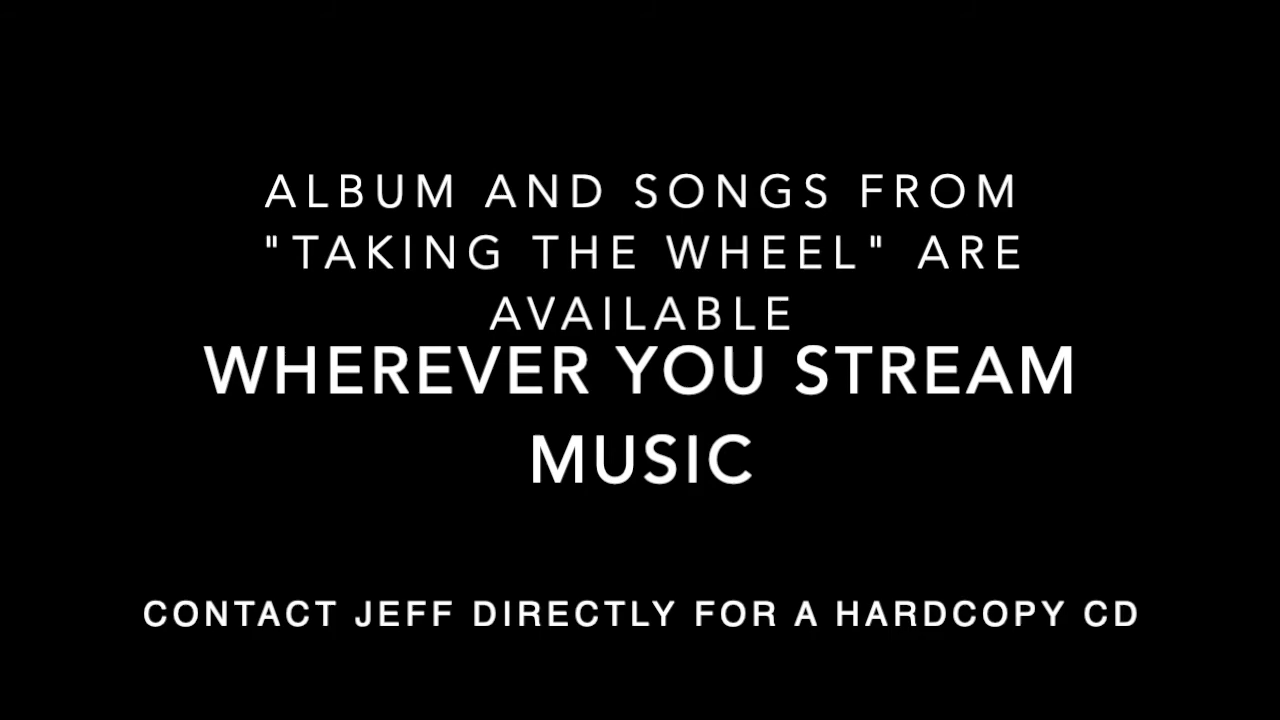 ALBUM AND SONGS FROM
"TAKING THE WHEEL" ARE
AVAILABLE
WHEREVER YOU STREAM
MUSIC
CONTACT JEFF DIRECTLY FOR A HARDCOPY CD